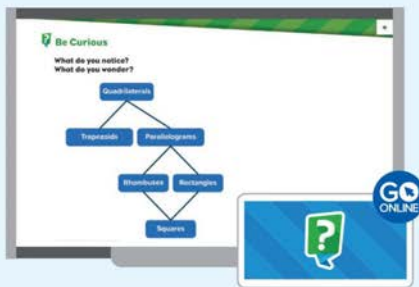 Be Curious
What do you notice?
What do you wonder?
Quadrilaterals
Trapezoids Parallelograms
Rhombuses Rectangles
Squares
GO
ONLINE
?